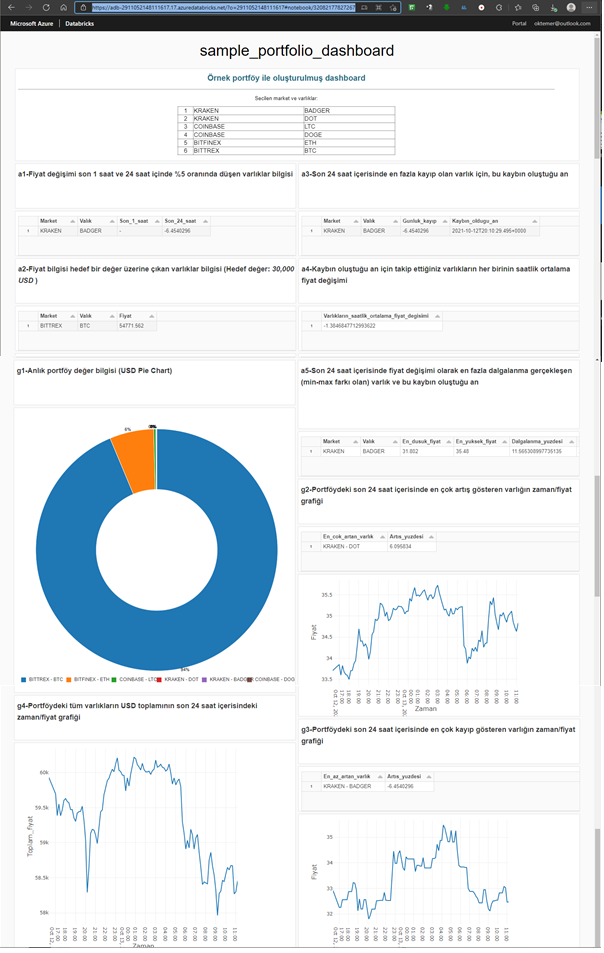 https://adb-2911052148111617.17.azuredatabricks.net/?o=2911052148111617#notebook/32082177827267
Microsoft Azure | Databricks
Portal oktemer@outlook.com
sample_portfolio_dashboard
Örnek portföy ile oluşturulmuş dashboard
Secilen market ve varlıklar:
1 KRAKEN BADGER
2 KRAKEN DOT
3 COINBASE LTC
4 COINBASE DOGE
5 BITFINEX ETH
6 BITTREX BTC
a1-Fiyat değişimi son 1 saat ve 24 saat içinde %5 oranında düşen varlıklar bilgisi
Market Valık Son_1_saat Son_24_saat
1 KRAKEN BADGER - -6.4540296
a3-Son 24 saat içerisinde en fazla kayıp olan varlık için, bu kaybın oluştuğu an
Market Valık Gunluk_kayıp Kaybın_oldugu_an
1 KRAKEN BADGER -6.4540296 2021-10-12T20:10:29.495+0000
a2-Fiyat bilgisi hedef bir değer üzerine çıkan varlıklar bilgisi (Hedef değer: 30,000
USD )
Market Valık Fiyat
1 BITTREX BTC 54771.562
a4-Kaybın oluştuğu an için takip ettiğiniz varlıkların her birinin saatlik ortalama
fiyat değişimi
Varlıkların_saatlik_ortalama_fiyat_degisimi
1 -1.3846847712993622
g1-Anlık portföy değer bilgisi (USD Pie Chart)
6%
94%
BITTREX - BTC BITFINEX - ETH COINBASE - LTC KRAKEN - DOT KRAKEN - BADGER COINBASE - DOG
a5-Son 24 saat içerisinde fiyat değişimi olarak en fazla dalgalanma gerçekleşen
(min-max farkı olan) varlık ve bu kaybın oluştuğu an
Market Valık En_dusuk_fiyat En_yuksek_fiyat Dalgalanma_yuzdesi
1 KRAKEN BADGER 31.802 35.48 11.565308997735135
g2-Portföydeki son 24 saat içerisinde en çok artış gösteren varlığın zaman/fiyat
grafiği
En_cok_artan_varlık Artıs_yuzdesi
1 KRAKEN - DOT 6.095834
35.5
35
34.5
34
33.5
Fiyat
Zaman
g4-Portföydeki tüm varlıkların USD toplamının son 24 saat içerisindeki
zaman/fiyat grafiği
60k
59.5k
59k
58.5k
58k
Toplam_fiyat
Zaman
g3-Portföydeki son 24 saat içerisinde en çok kayıp gösteren varlığın zaman/fiyat
grafiği
En_az_artan_varlık Artıs_yuzdesi
1 KRAKEN - BADGER -6.4540296
35
34
33
32
Fiyat